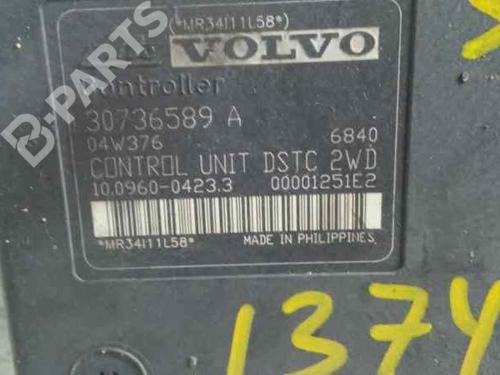 (*MR34I11L58*)
VOLVO
Controller
30736589 A
04W376 6840
CONTROL UNIT DSTC 2WD
10.0960-0423.3 00001251E2
*MR34I11L58*
MADE IN PHILIPPINES
1374
B-PARTS